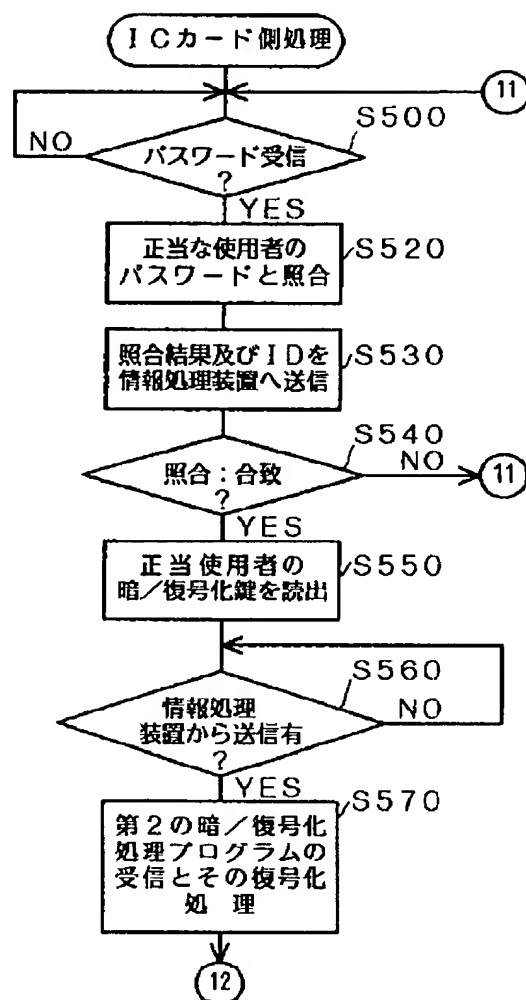 ICカード側処理
11
S500
NO
パスワード受信
?
YES
正当な使用者の
パスワードと照合
S520
照合結果及びIDを
情報処理装置へ送信
S530
S540
照合:合致
?
NO
11
YES
正当使用者の
暗/復号化鍵を読出
S550
S560
情報処理
装置から送信有
?
NO
YES
S570
第2の暗/復号化
処理プログラムの
受信とその復号化
処理
12